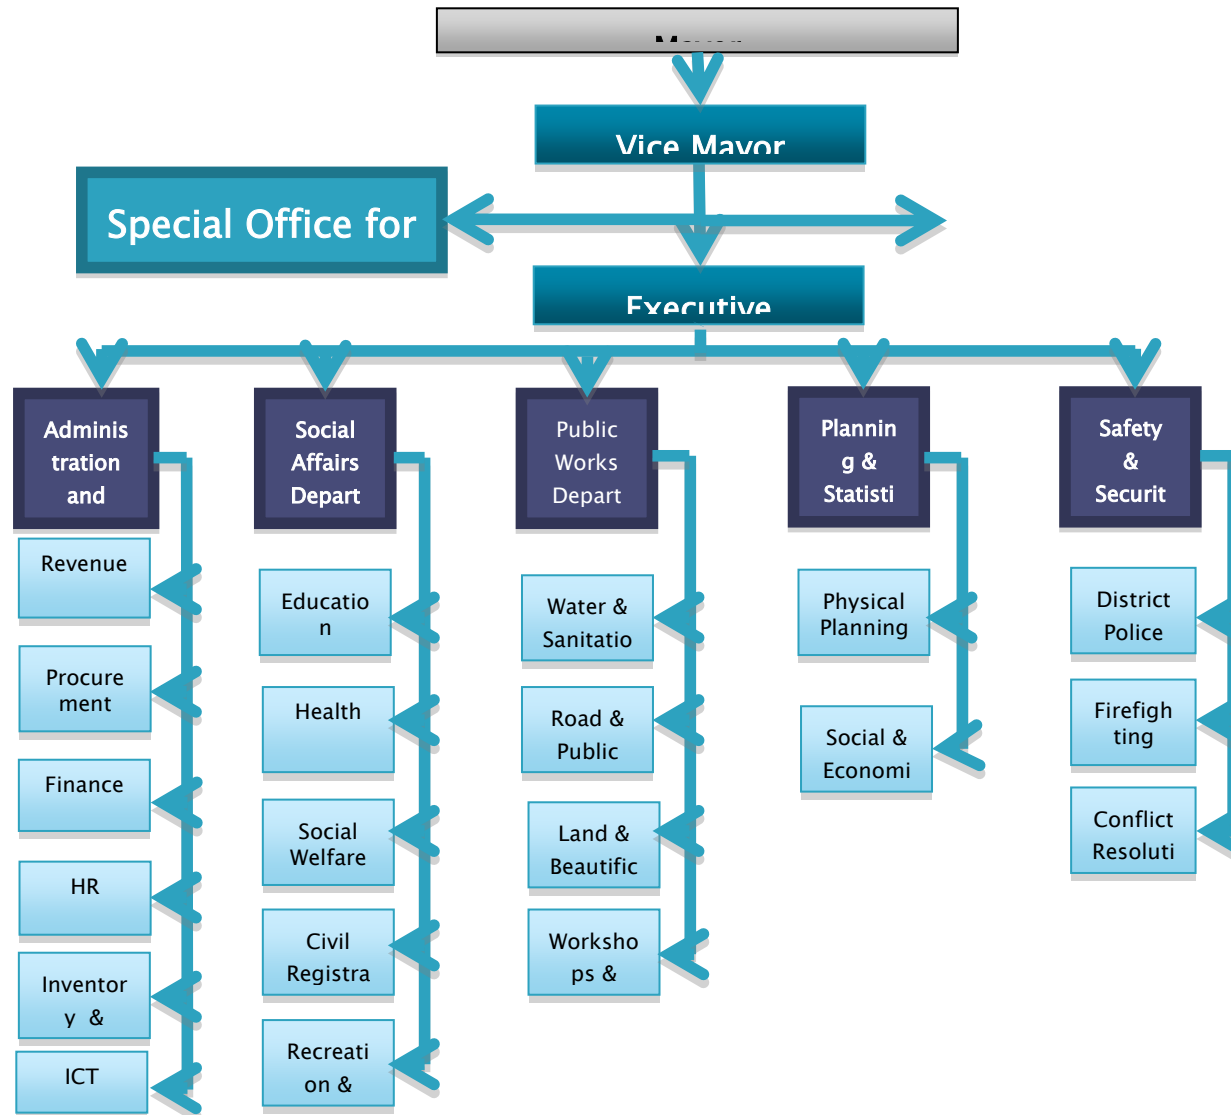 Mayor
Vice Mayor
Special Office for
Executive
Adminis
tration
and
Social
Affairs
Depart
Public
Works
Depart
Plannin
g &
Statisti
Safety
&
Securit
Revenue
Procure
ment
Finance
HR
Inventor
y &
ICT
Educatio
n
Health
Social
Welfare
Civil
Registra
Recreati
on &
Water &
Sanitatio
Road &
Public
Land &
Beautific
Worksho
ps &
Physical
Planning
Social &
Economi
District
Police
Firefigh
ting
Conflict
Resoluti